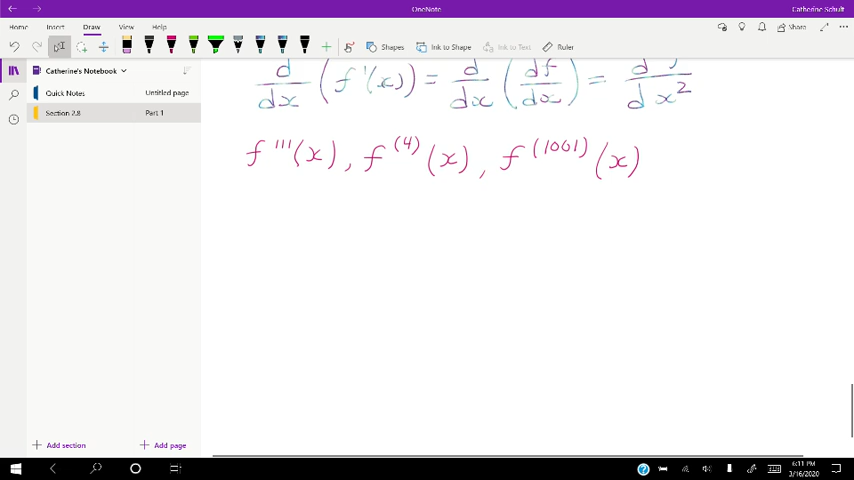 OneNote
Catherine Schult
Home Insert Draw View Help
Shapes Ink to Shape Ink to Text Ruler Share
Catherine's Notebook
Quick Notes Untitled page
Section 2.8 Part 1
d/dx (f'(x)) = d/dx (df/dx) = d²f/dx²
f'''(x), f^(4)(x), f^(1001)(x)
Add section Add page
6:11 PM
3/16/2020